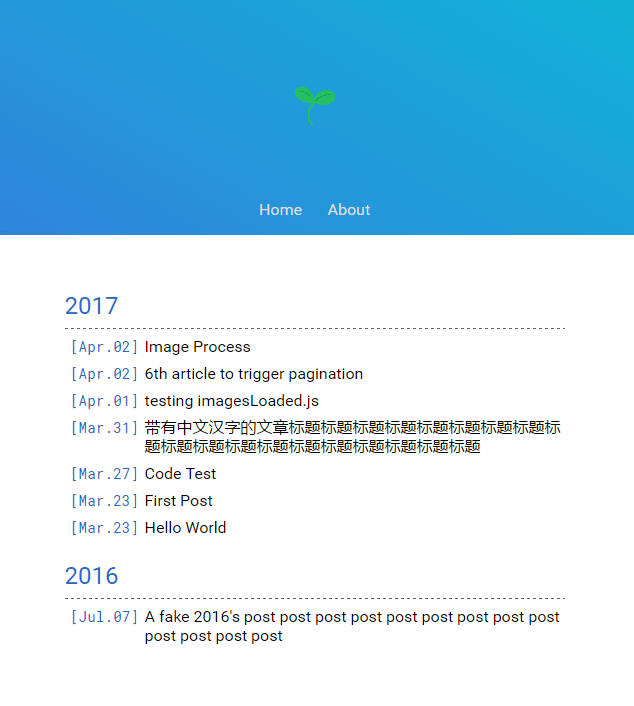 Home About
2017
[Apr.02] Image Process
[Apr.02] 6th article to trigger pagination
[Apr.01] testing imagesLoaded.js
[Mar.31] 带有中文汉字的文章标题标题标题标题标题标题标题标题标
题标题标题标题标题标题标题标题标题标题标题
[Mar.27] Code Test
[Mar.23] First Post
[Mar.23] Hello World
2016
[Jul.07] A fake 2016's post post post post post post post post post
post post post post